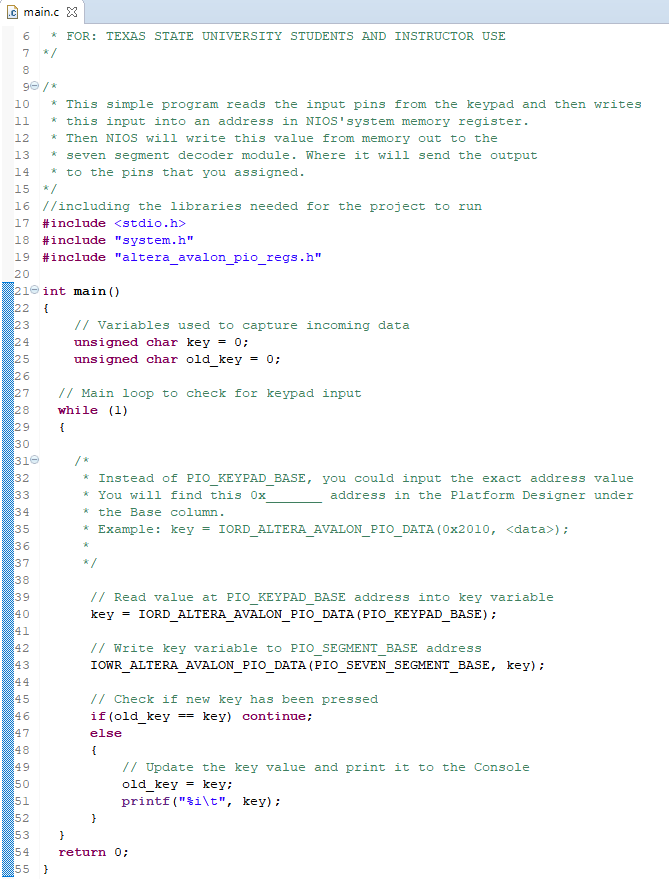 main.c
6 * FOR: TEXAS STATE UNIVERSITY STUDENTS AND INSTRUCTOR USE
7 */
8
9 /*
10 * This simple program reads the input pins from the keypad and then writes
11 * this input into an address in NIOS'system memory register.
12 * Then NIOS will write this value from memory out to the
13 * seven segment decoder module. Where it will send the output
14 * to the pins that you assigned.
15 */
16 //including the libraries needed for the project to run
17 #include <stdio.h>
18 #include "system.h"
19 #include "altera_avalon_pio_regs.h"
20
21 int main()
22 {
23     // Variables used to capture incoming data
24     unsigned char key = 0;
25     unsigned char old_key = 0;
26
27   // Main loop to check for keypad input
28   while (1)
29   {
30
31     /*
32      * Instead of PIO_KEYPAD_BASE, you could input the exact address value
33      * You will find this 0x_______ address in the Platform Designer under
34      * the Base column.
35      * Example: key = IORD_ALTERA_AVALON_PIO_DATA(0x2010, <data>);
36      *
37      */
38
39       // Read value at PIO_KEYPAD_BASE address into key variable
40       key = IORD_ALTERA_AVALON_PIO_DATA(PIO_KEYPAD_BASE);
41
42       // Write key variable to PIO_SEGMENT_BASE address
43       IOWR_ALTERA_AVALON_PIO_DATA(PIO_SEVEN_SEGMENT_BASE, key);
44
45       // Check if new key has been pressed
46       if(old_key == key) continue;
47       else
48       {
49           // Update the key value and print it to the Console
50           old_key = key;
51           printf("%i\t", key);
52       }
53   }
54   return 0;
55 }